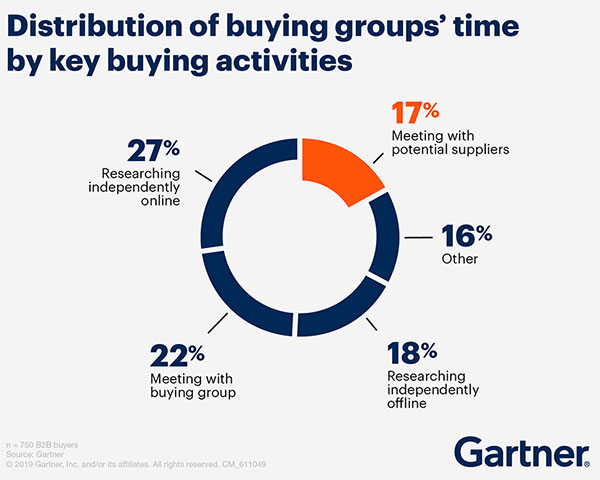 Distribution of buying groups’ time
by key buying activities
17%
Meeting with
potential suppliers
27%
Researching
independently
online
16%
Other
22%
Meeting with
buying group
18%
Researching
independently
offline
n = 750 B2B buyers
Source: Gartner
© 2019 Gartner, Inc. and/or its affiliates. All rights reserved. CM_611049
Gartner®